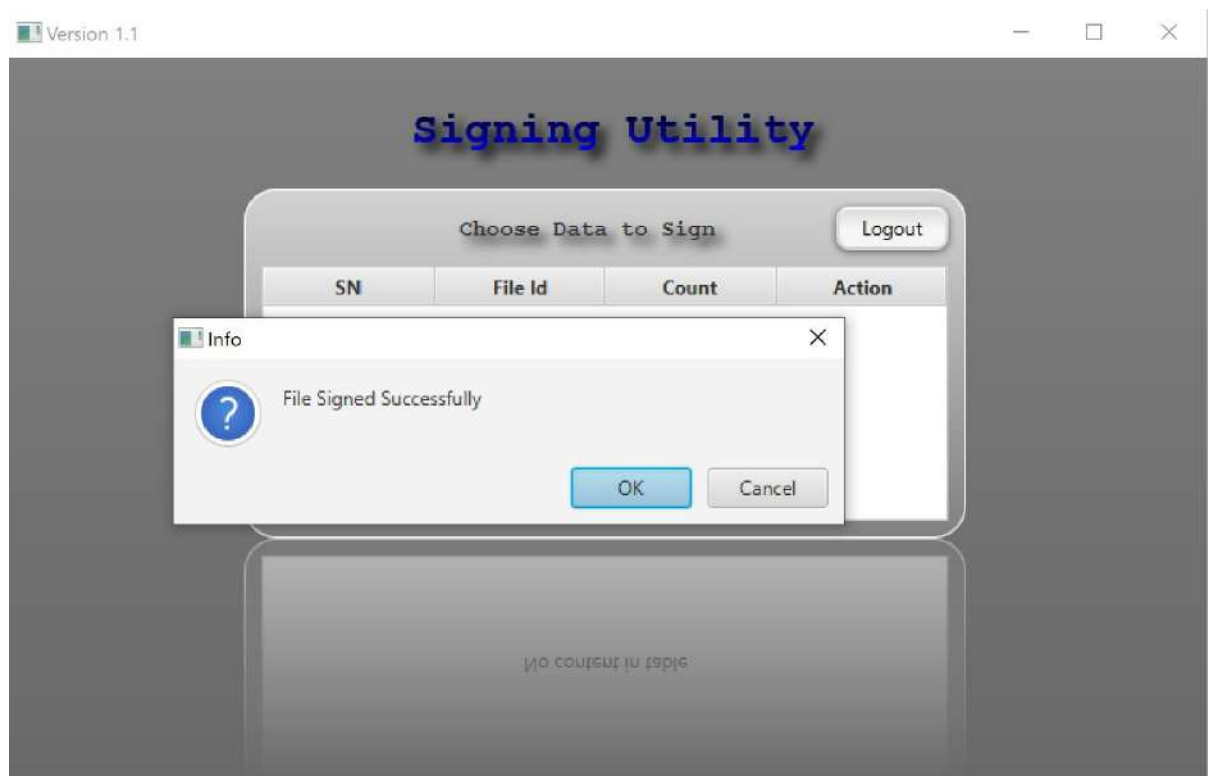 Version 1.1
Signing Utility
Choose Data to Sign
Logout
SN File Id Count Action
Info
File Signed Successfully
OK Cancel
No content in table